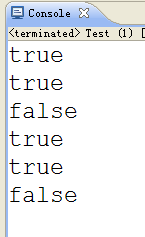 Console
<terminated> Test (1) [
true
true
false
true
true
false